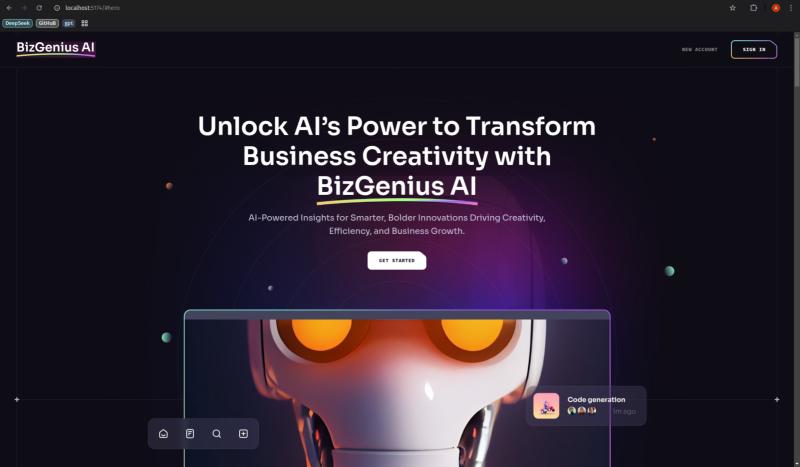 localhost:5174/#hero
DeepSeek GitHub gpt
BizGenius AI
NEW ACCOUNT
SIGN IN
Unlock AI's Power to Transform
Business Creativity with
BizGenius AI
AI-Powered Insights for Smarter, Bolder Innovations Driving Creativity,
Efficiency, and Business Growth.
GET STARTED
Code generation
1m ago